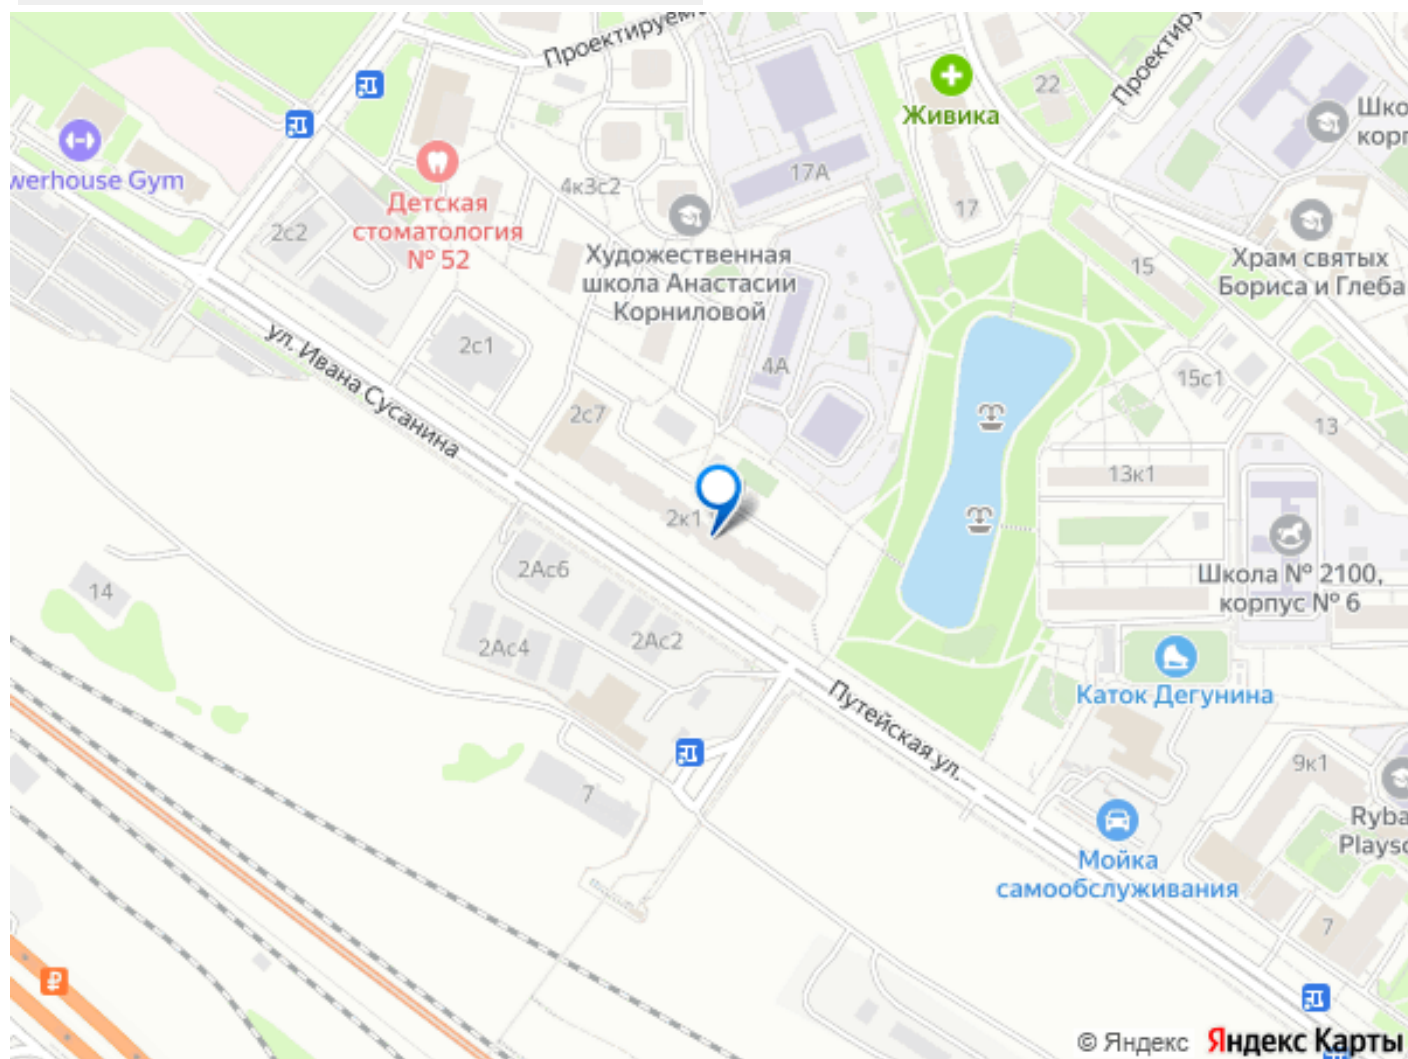 Проектируем
Проектируе
22
Живика
Шко
корп
werhouse Gym
17А
4к3с2
Детская
стоматология
№ 52
2с2
17
Художественная
школа Анастасии
Корниловой
15
Храм святых
Бориса и Глеба
2с1
ул. Ивана Сусанина
4А
15с1
2с7
13
13к1
2к1
2Ас6
Школа № 2100,
корпус № 6
14
2Ас4
2Ас2
Каток Дегунина
Путейская ул.
7
9к1
Ryba
Playsc
Мойка
самообслуживания
7
© Яндекс Яндекс Карты